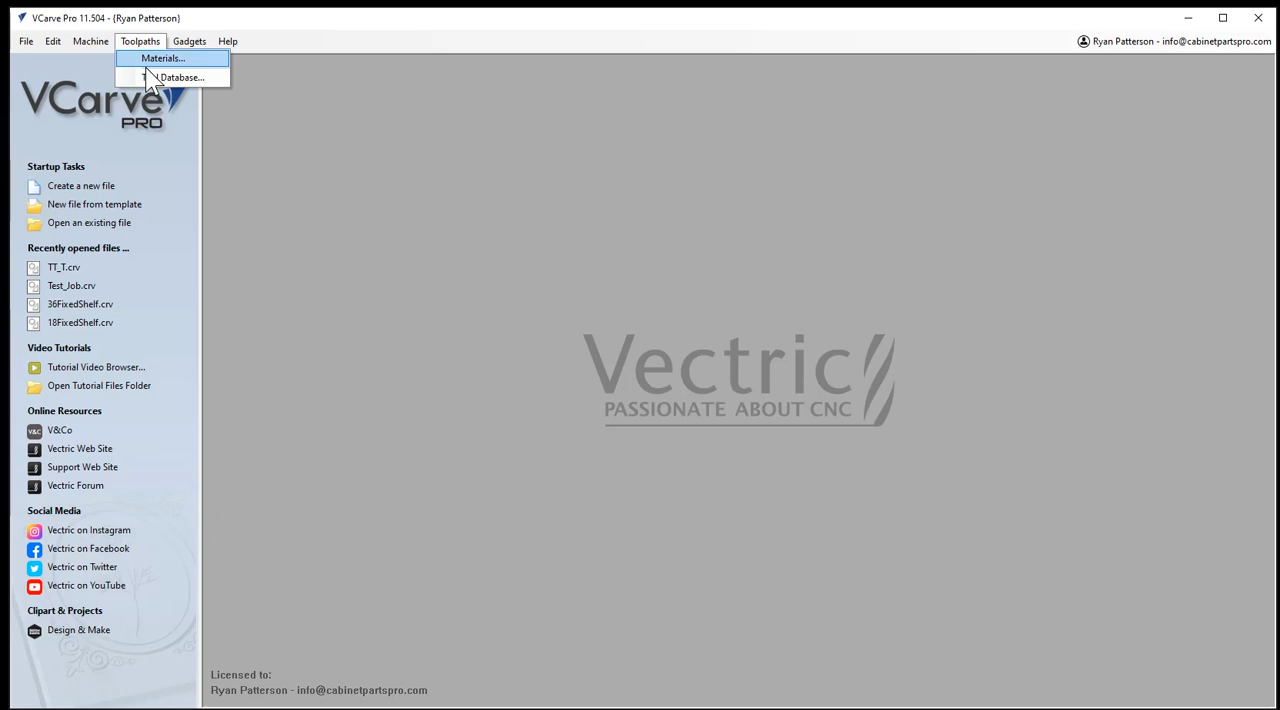 VCarve Pro 11.504 - {Ryan Patterson}
File Edit Machine Toolpaths Gadgets Help
Ryan Patterson - info@cabinetpartspro.com
Materials...
Database...
VCarve
PRO
Startup Tasks
Create a new file
New file from template
Open an existing file
Recently opened files ...
TT_T.crv
Test_Job.crv
36FixedShelf.crv
18FixedShelf.crv
Video Tutorials
Tutorial Video Browser...
Open Tutorial Files Folder
Online Resources
V&Co
Vectric Web Site
Support Web Site
Vectric Forum
Social Media
Vectric on Instagram
Vectric on Facebook
Vectric on Twitter
Vectric on YouTube
Clipart & Projects
Design & Make
Vectric
PASSIONATE ABOUT CNC
Licensed to:
Ryan Patterson - info@cabinetpartspro.com